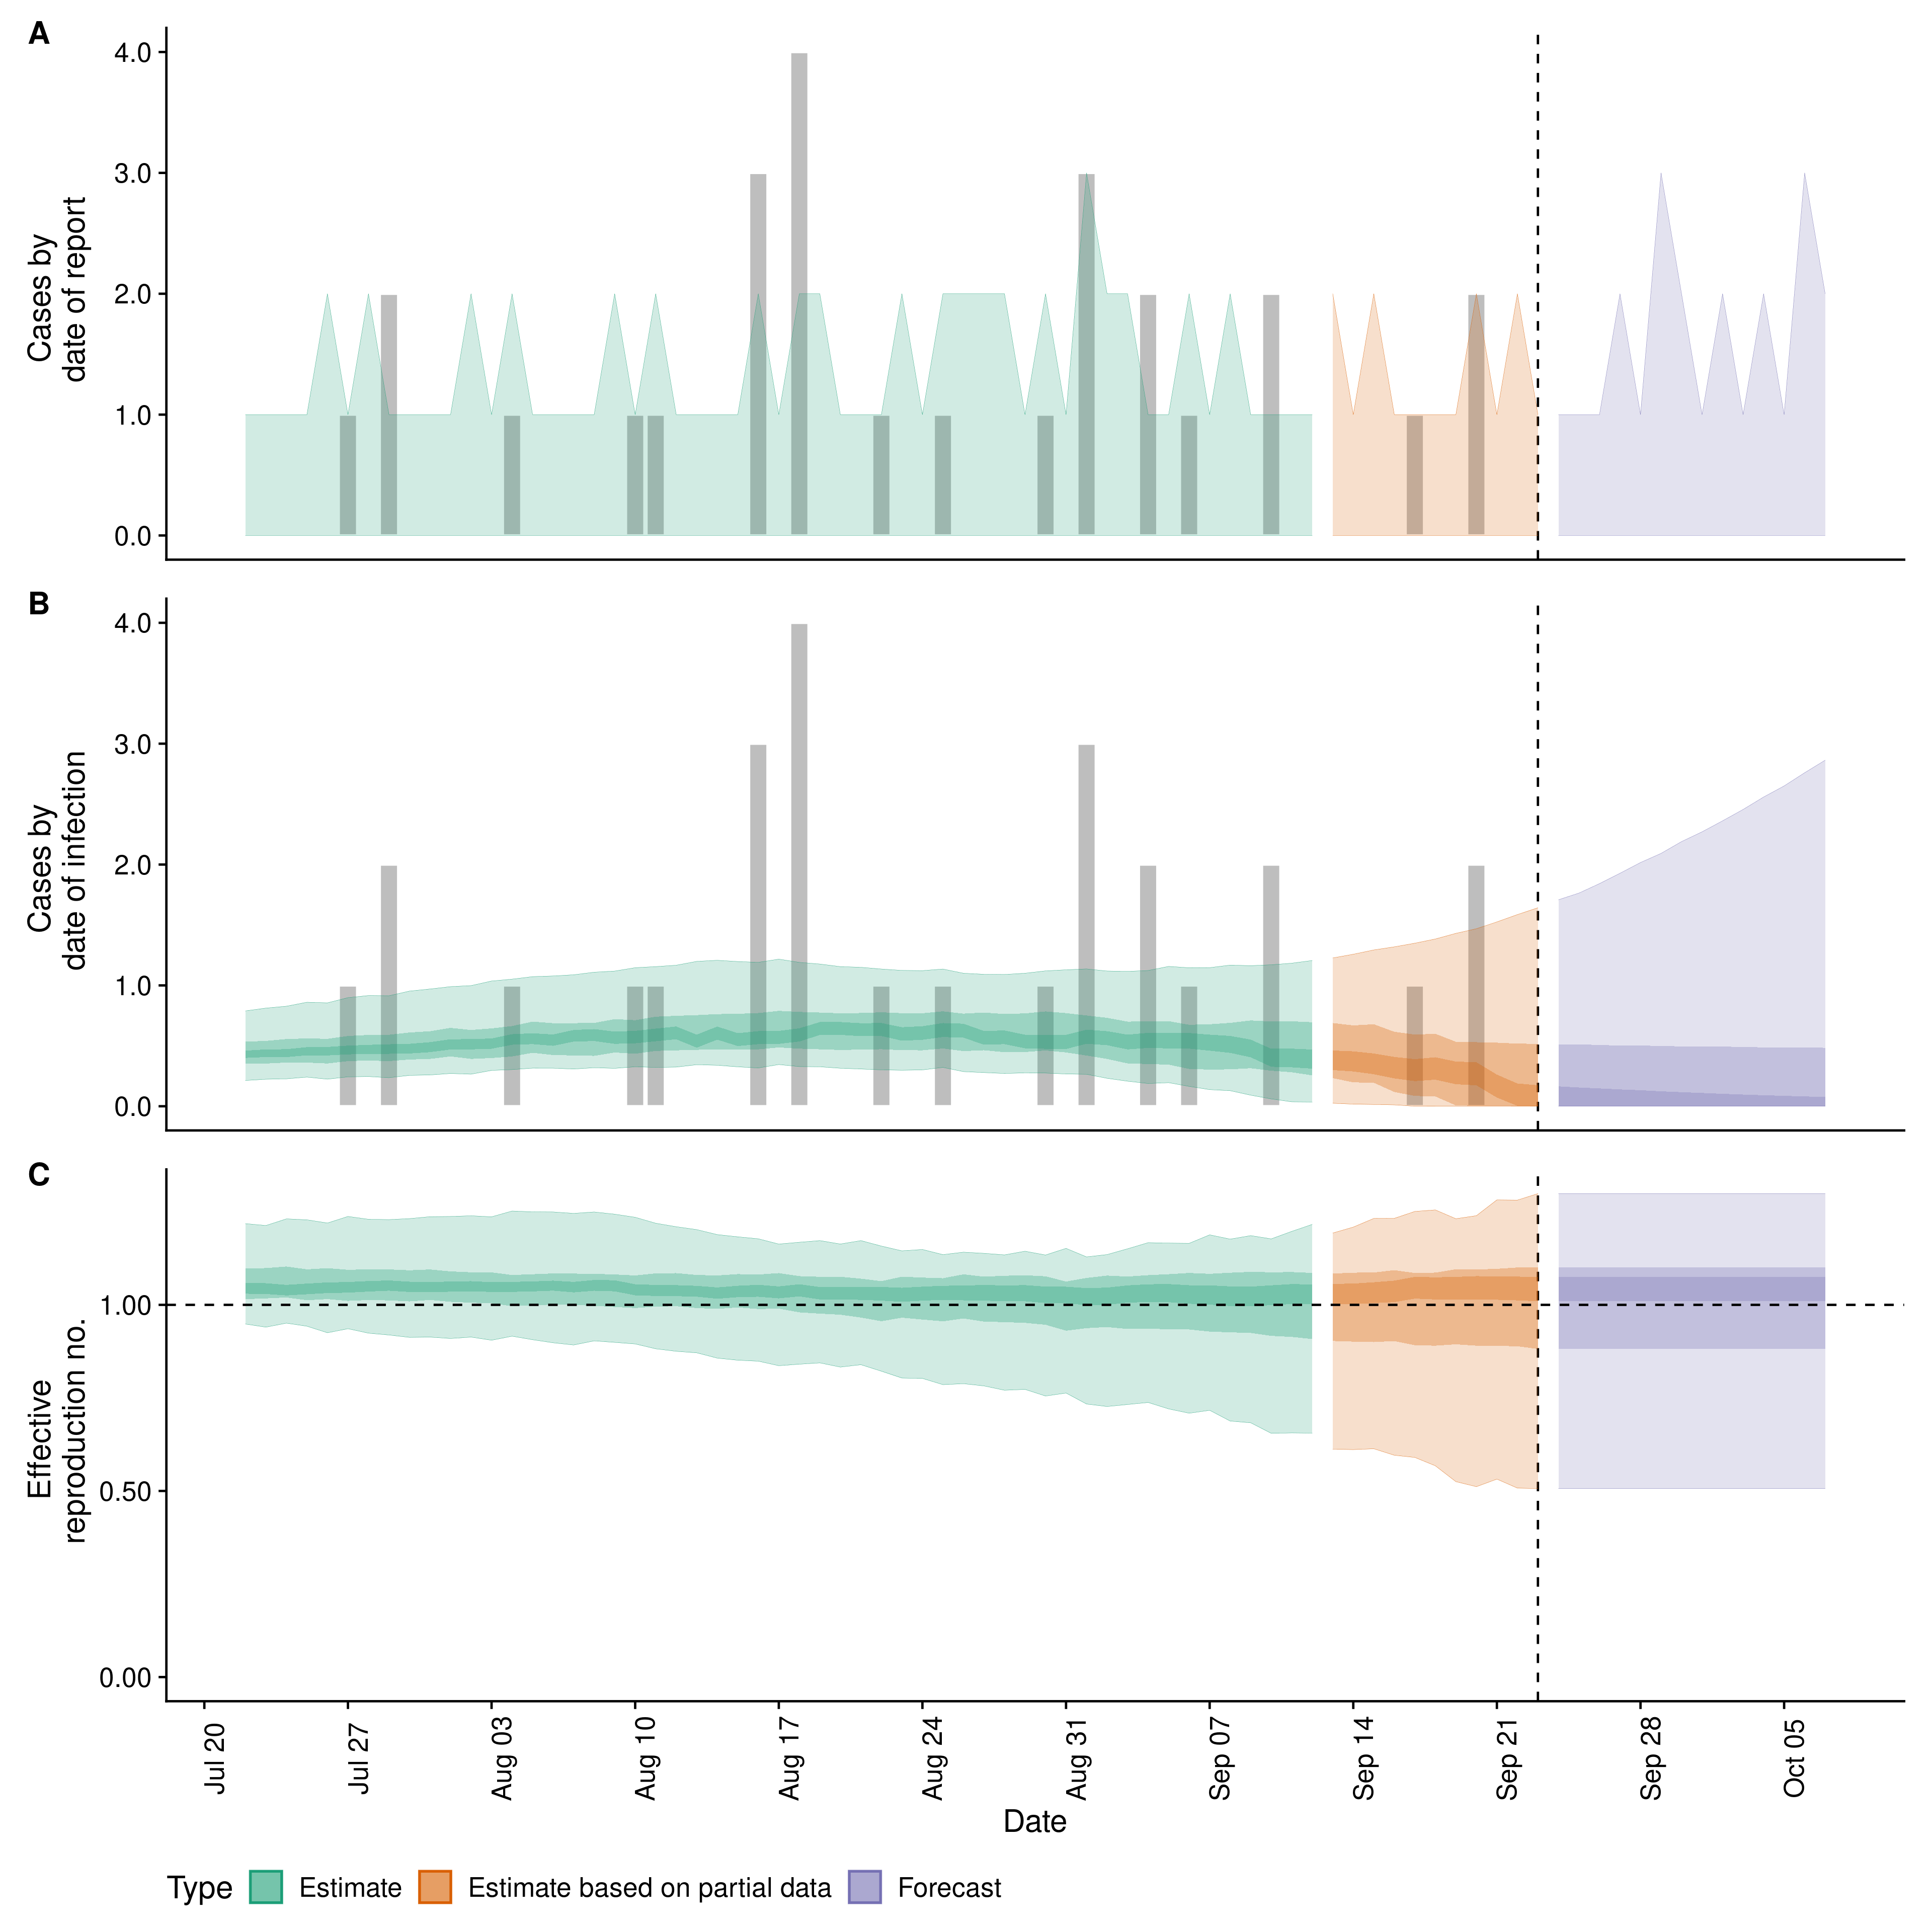 A
4.0
3.0
2.0
1.0
0.0
Cases by
date of report
B
4.0
3.0
2.0
1.0
0.0
Cases by
date of infection
C
1.00
0.50
0.00
Effective
reproduction no.
Jul 20
Jul 27
Aug 03
Aug 10
Aug 17
Aug 24
Aug 31
Sep 07
Sep 14
Sep 21
Sep 28
Oct 05
Date
Type Estimate Estimate based on partial data Forecast